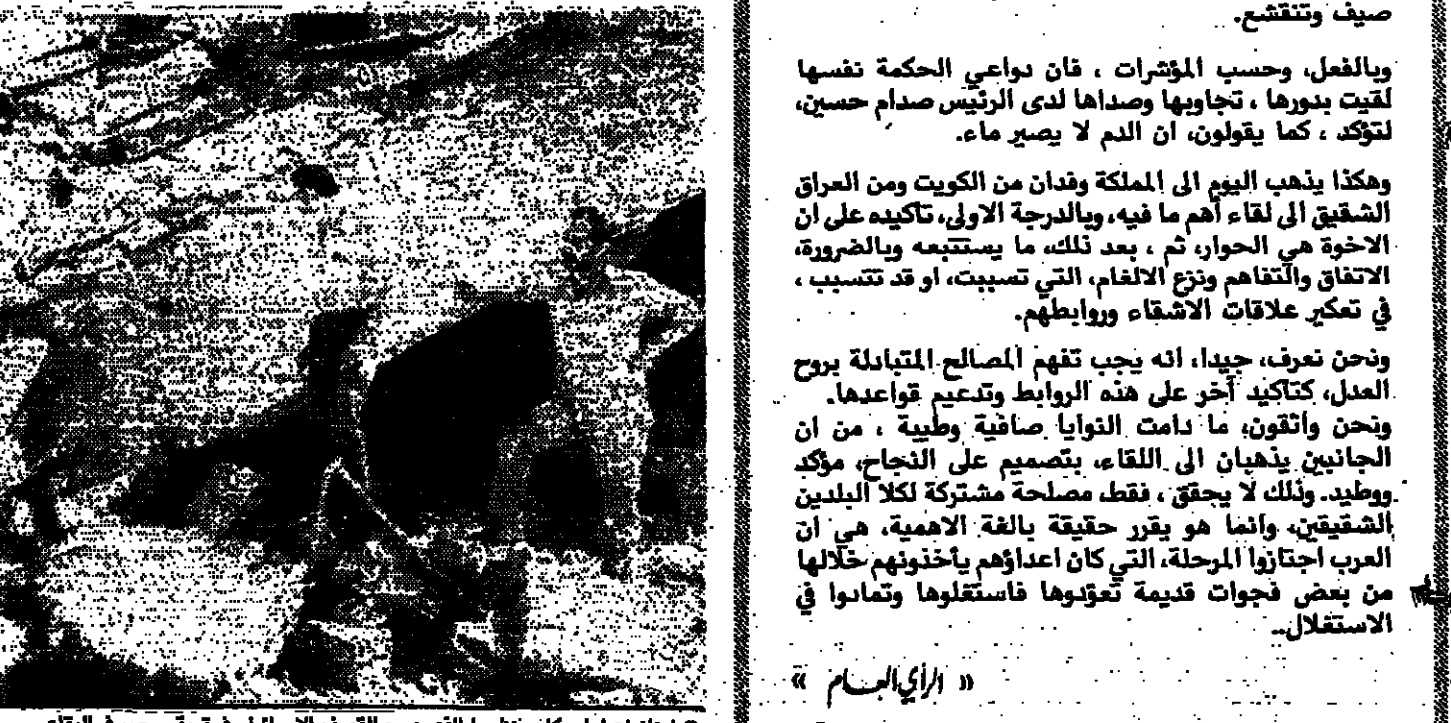 صيف وتنقشع.
وبالفعل، وحسب المؤشرات ، فان دواعي الحكمة نفسها
لقيت بدورها ، تجاوبها وصداها لدى الرئيس صدام حسين،
لتؤكد ، كما يقولون، ان الدم لا يصير ماء.
وهكذا يذهب اليوم الى المملكة وفدان من الكويت ومن العراق
الشقيق الى لقاء أهم ما فيه، وبالدرجة الاولى، تاكيده على ان
الاخوة هي الحوار، ثم ، بعد ذلك، ما يستتبعه وبالضرورة،
الاتفاق والتفاهم ونزع الالغام، التي تسببت، او قد تتسبب ،
في تعكير علاقات الاشقاء وروابطهم.
ونحن نعرف، جيدا، انه يجب تفهم المصالح المتبادلة بروح
العدل، كتاكيد آخر على هذه الروابط وتدعيم قواعدها.
ونحن واثقون، ما دامت النوايا صافية وطيبة ، من ان
الجانبين يذهبان الى اللقاء، بتصميم على النجاح، مؤكد
ووطيد. وذلك لا يحقق ، فقط، مصلحة مشتركة لكلا البلدين
الشقيقين، وانما هو يقرر حقيقة بالغة الاهمية، هي ان
العرب اجتازوا المرحلة، التي كان اعداؤهم يأخذونهم خلالها
من بعض فجوات قديمة تعوّدوها فاستغلوها وتمادوا في
الاستغلال..
« الرأي العام »